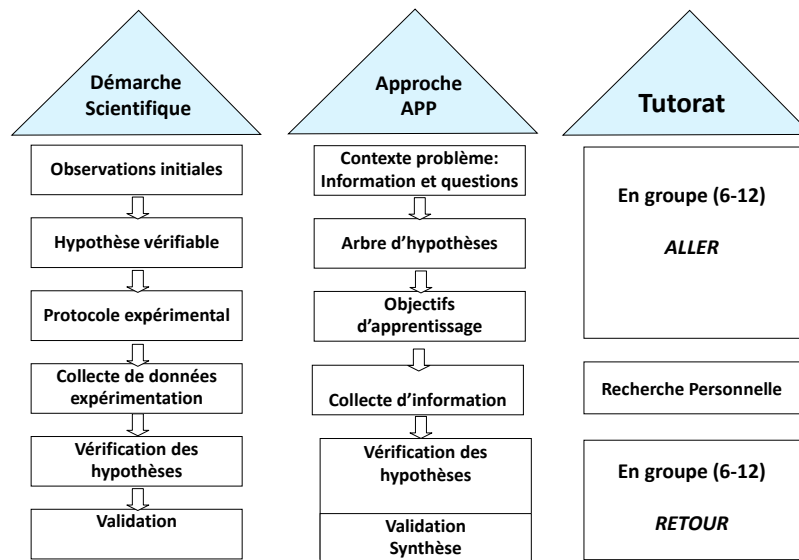 Démarche
Scientifique
Observations initiales
Hypothèse vérifiable
Protocole expérimental
Collecte de données
expérimentation
Vérification des
hypothèses
Validation
Approche
APP
Contexte problème:
Information et questions
Arbre d'hypothèses
Objectifs
d'apprentissage
Collecte d'information
Vérification des
hypothèses
Validation
Synthèse
Tutorat
En groupe (6-12)
ALLER
Recherche Personnelle
En groupe (6-12)
RETOUR